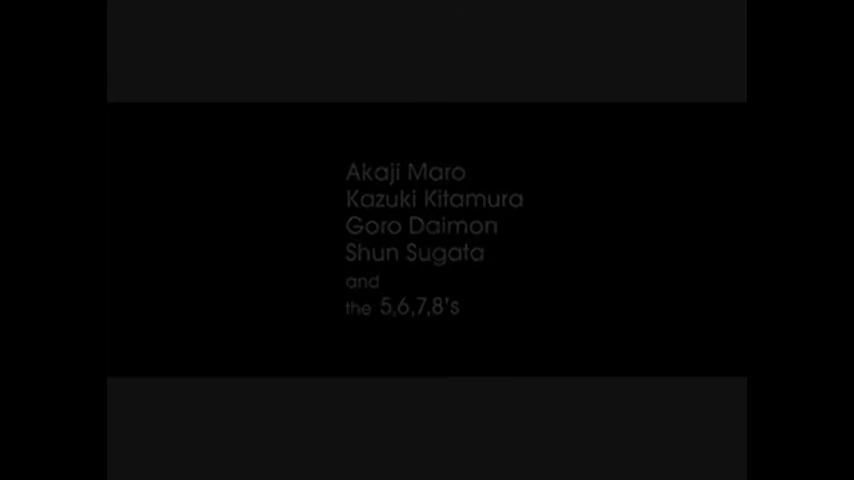 Akaji Maro
Kazuki Kitamura
Goro Daimon
Shun Sugata
and
the 5,6,7,8's